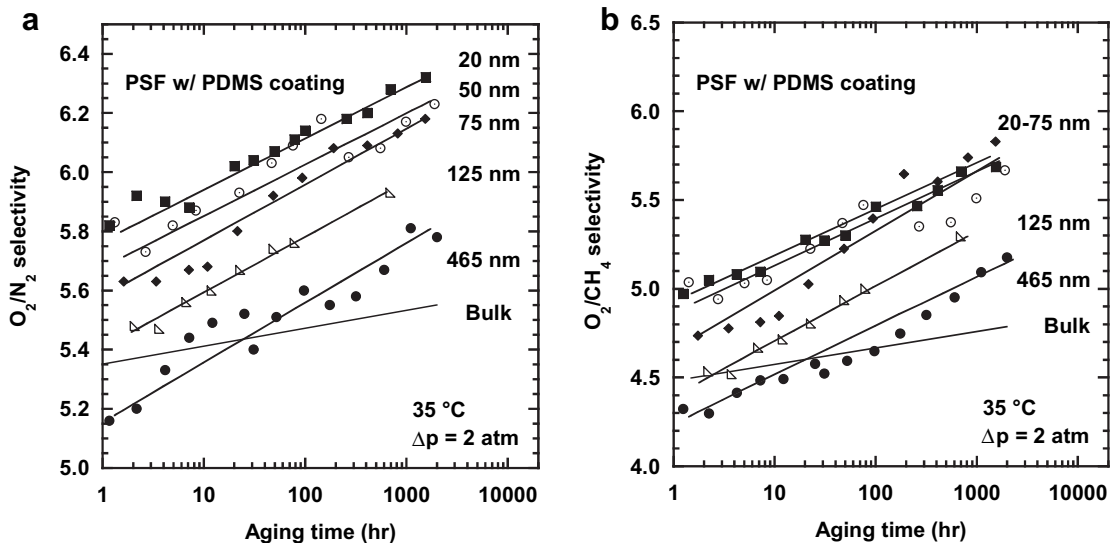 a
O2/N2 selectivity
6.4
6.2
6.0
5.8
5.6
5.4
5.2
5.0
PSF w/ PDMS coating
20 nm
50 nm
75 nm
125 nm
465 nm
Bulk
35 °C
Δp = 2 atm
1 10 100 1000 10000
Aging time (hr)
b
O2/CH4 selectivity
6.5
6.0
5.5
5.0
4.5
4.0
PSF w/ PDMS coating
20-75 nm
125 nm
465 nm
Bulk
35 °C
Δp = 2 atm
1 10 100 1000 10000
Aging time (hr)